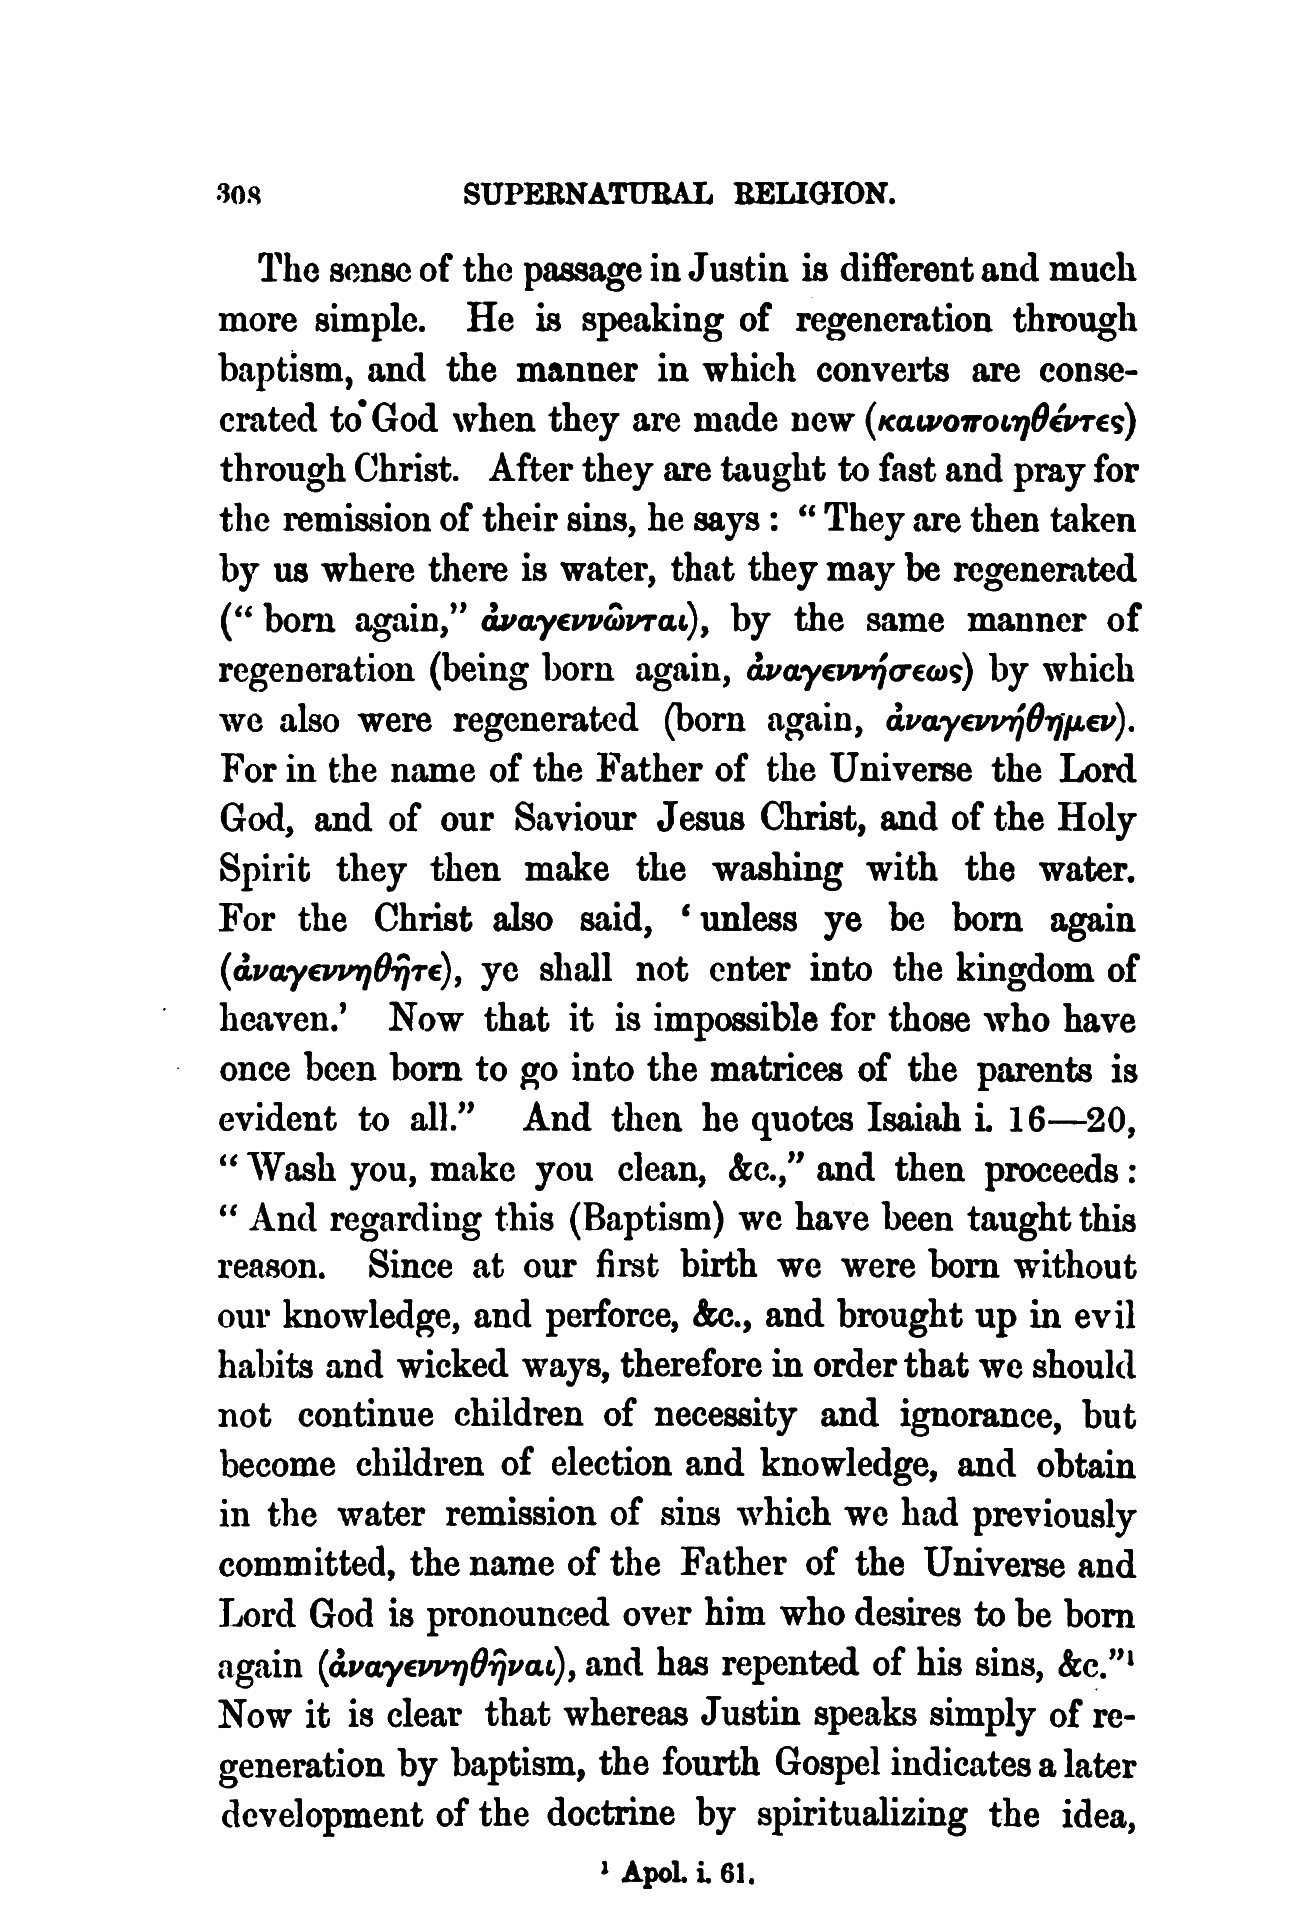 308 SUPERNATURAL RELIGION.
The sense of the passage in Justin is different and much
more simple. He is speaking of regeneration through
baptism, and the manner in which converts are conse-
crated to God when they are made new (καινοποιηθέντες)
through Christ. After they are taught to fast and pray for
the remission of their sins, he says : “ They are then taken
by us where there is water, that they may be regenerated
(“ born again,” ἀναγεννῶνται), by the same manner of
regeneration (being born again, ἀναγεννήσεως) by which
we also were regenerated (born again, ἀναγεννήθημεν).
For in the name of the Father of the Universe the Lord
God, and of our Saviour Jesus Christ, and of the Holy
Spirit they then make the washing with the water.
For the Christ also said, ‘ unless ye be born again
(ἀναγεννηθῆτε), ye shall not enter into the kingdom of
heaven.’ Now that it is impossible for those who have
once been born to go into the matrices of the parents is
evident to all.” And then he quotes Isaiah i. 16—20,
“ Wash you, make you clean, &c.,” and then proceeds :
“ And regarding this (Baptism) we have been taught this
reason. Since at our first birth we were born without
our knowledge, and perforce, &c., and brought up in evil
habits and wicked ways, therefore in order that we should
not continue children of necessity and ignorance, but
become children of election and knowledge, and obtain
in the water remission of sins which we had previously
committed, the name of the Father of the Universe and
Lord God is pronounced over him who desires to be born
again (ἀναγεννηθῆναι), and has repented of his sins, &c.”¹
Now it is clear that whereas Justin speaks simply of re-
generation by baptism, the fourth Gospel indicates a later
development of the doctrine by spiritualizing the idea,
¹ Apol. i. 61.